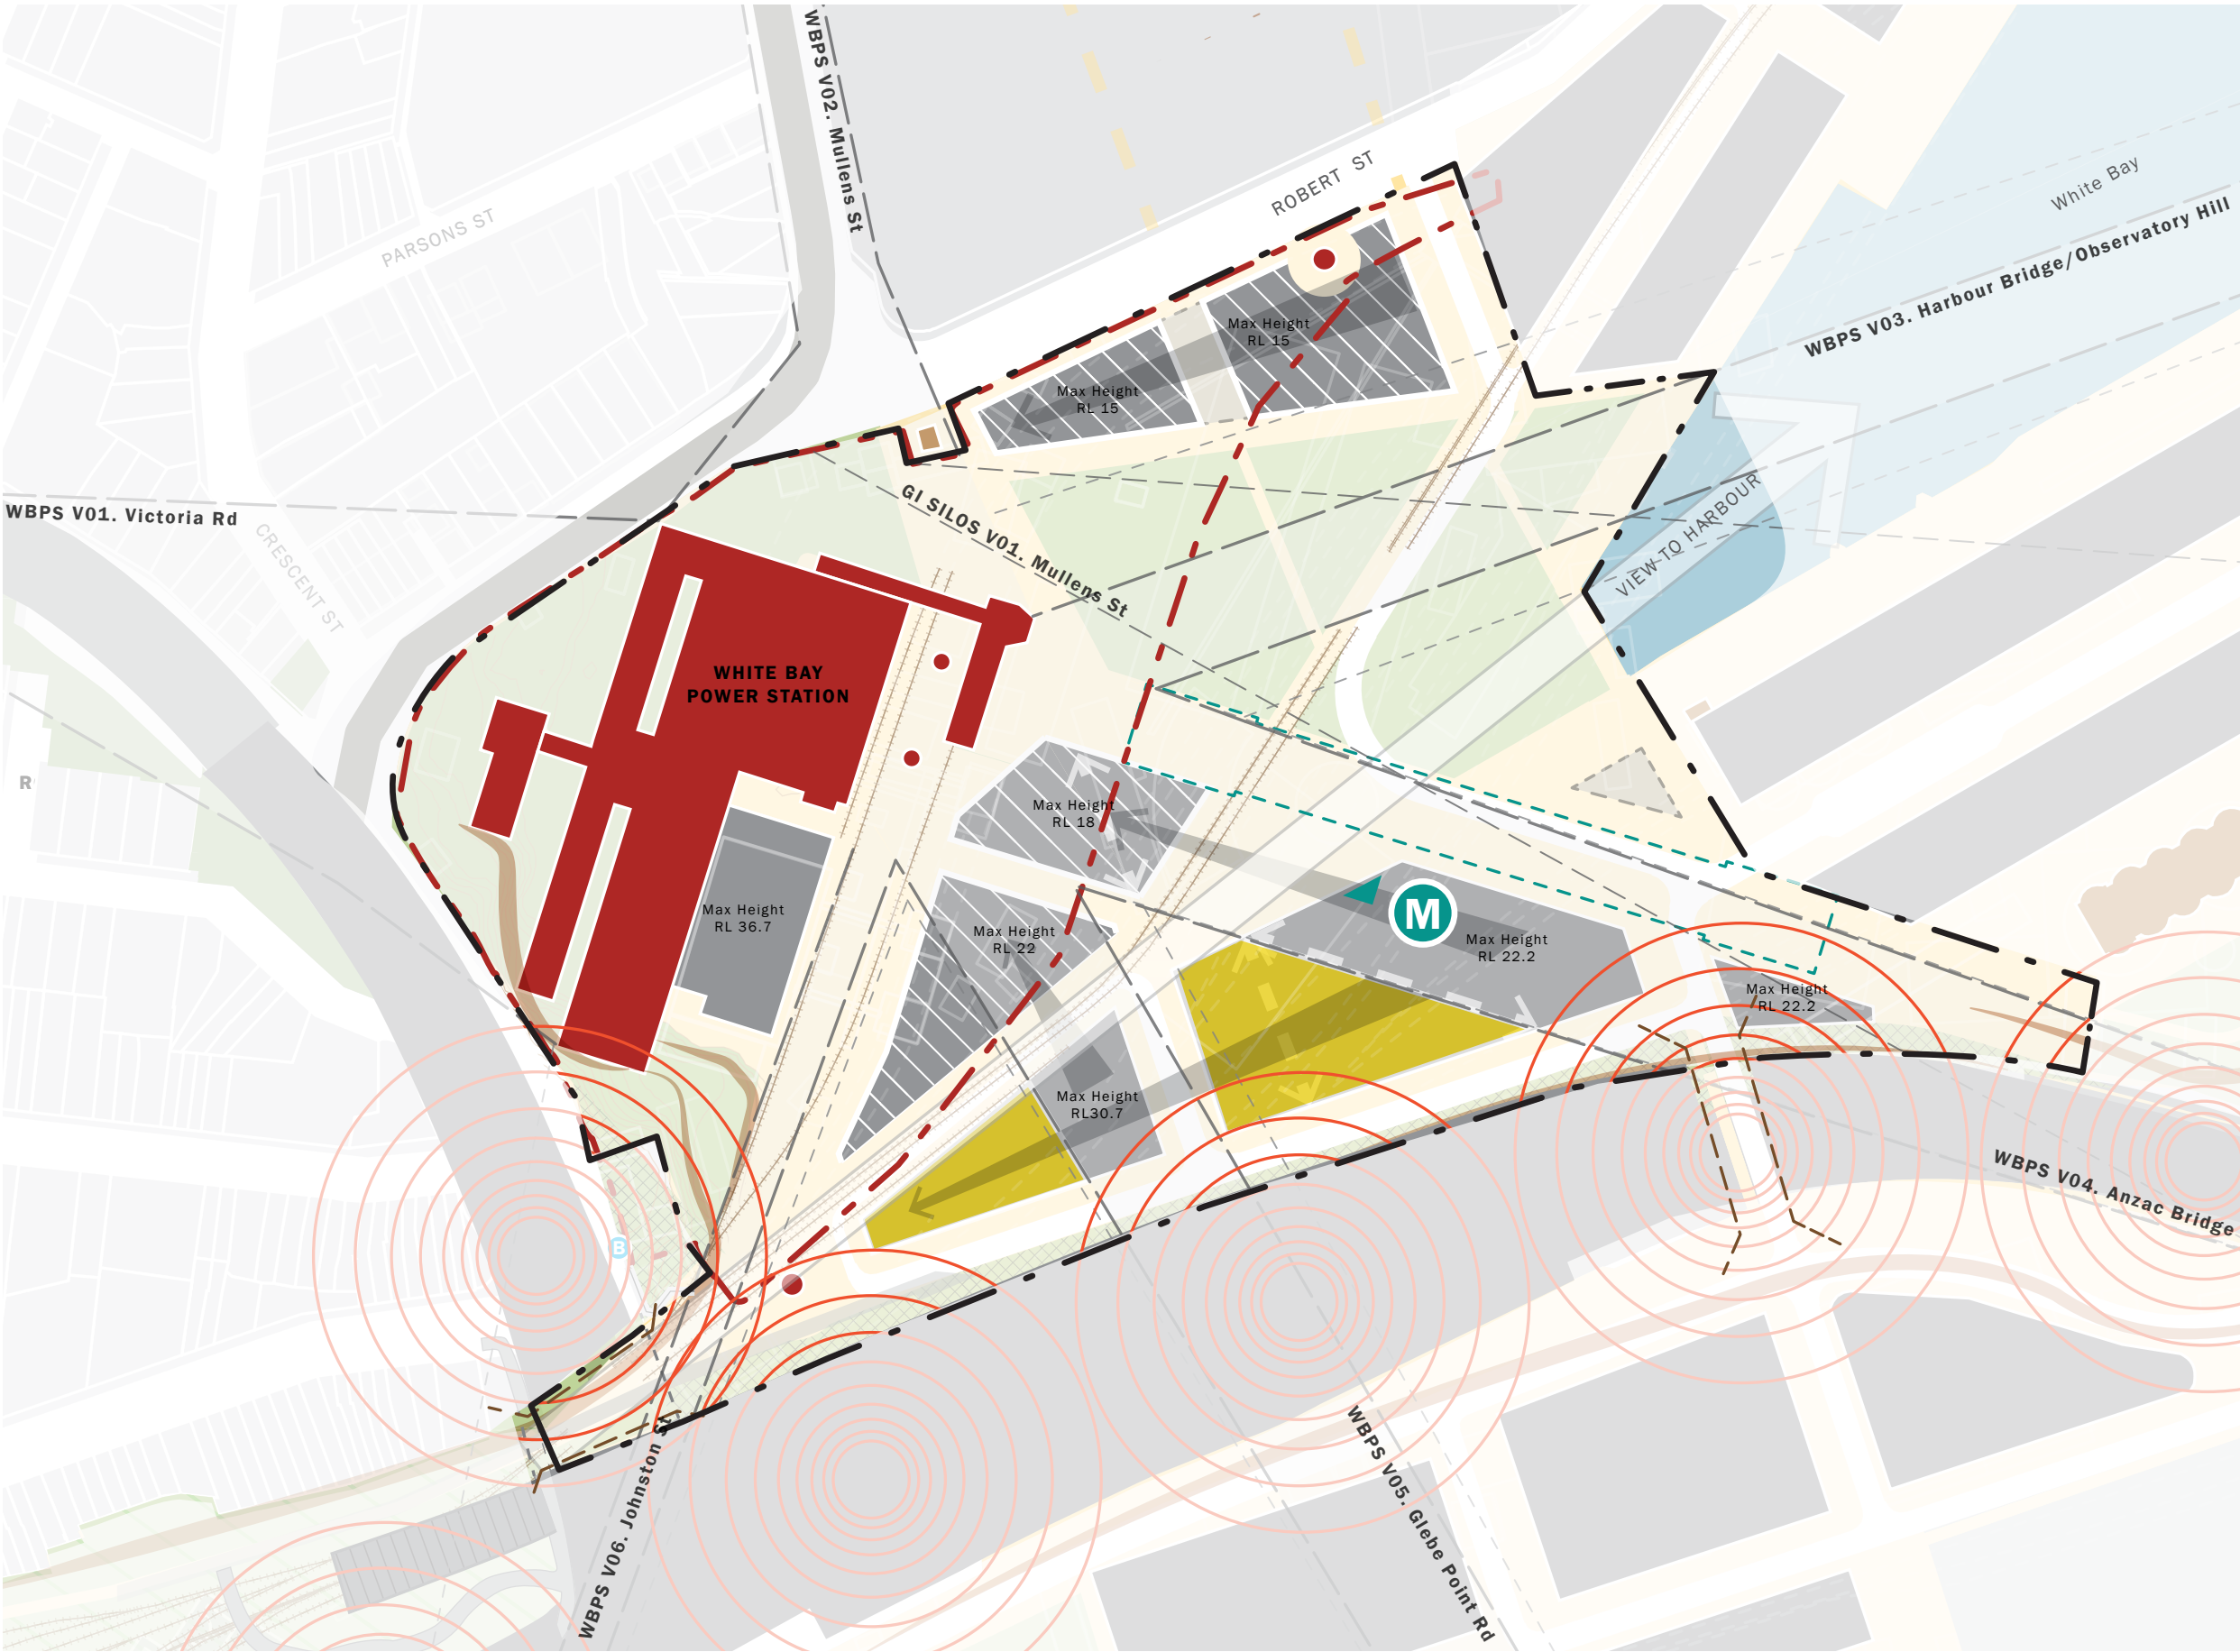 WBPS V02. Mullens St
ROBERT ST
PARSONS ST
White Bay
WBPS V03. Harbour Bridge/Observatory Hill
Max Height
RL 15
Max Height
RL 15
WBPS V01. Victoria Rd
CRESCENT ST
GI SILOS V01. Mullens St
VIEW TO HARBOUR
WHITE BAY
POWER STATION
R
Max Height
RL 18
Max Height
RL 36.7
Max Height
RL 22
M
Max Height
RL 22.2
Max Height
RL 22.2
Max Height
RL30.7
WBPS V04. Anzac Bridge
B
WBPS V06. Johnston St
WBPS V05. Glebe Point Rd